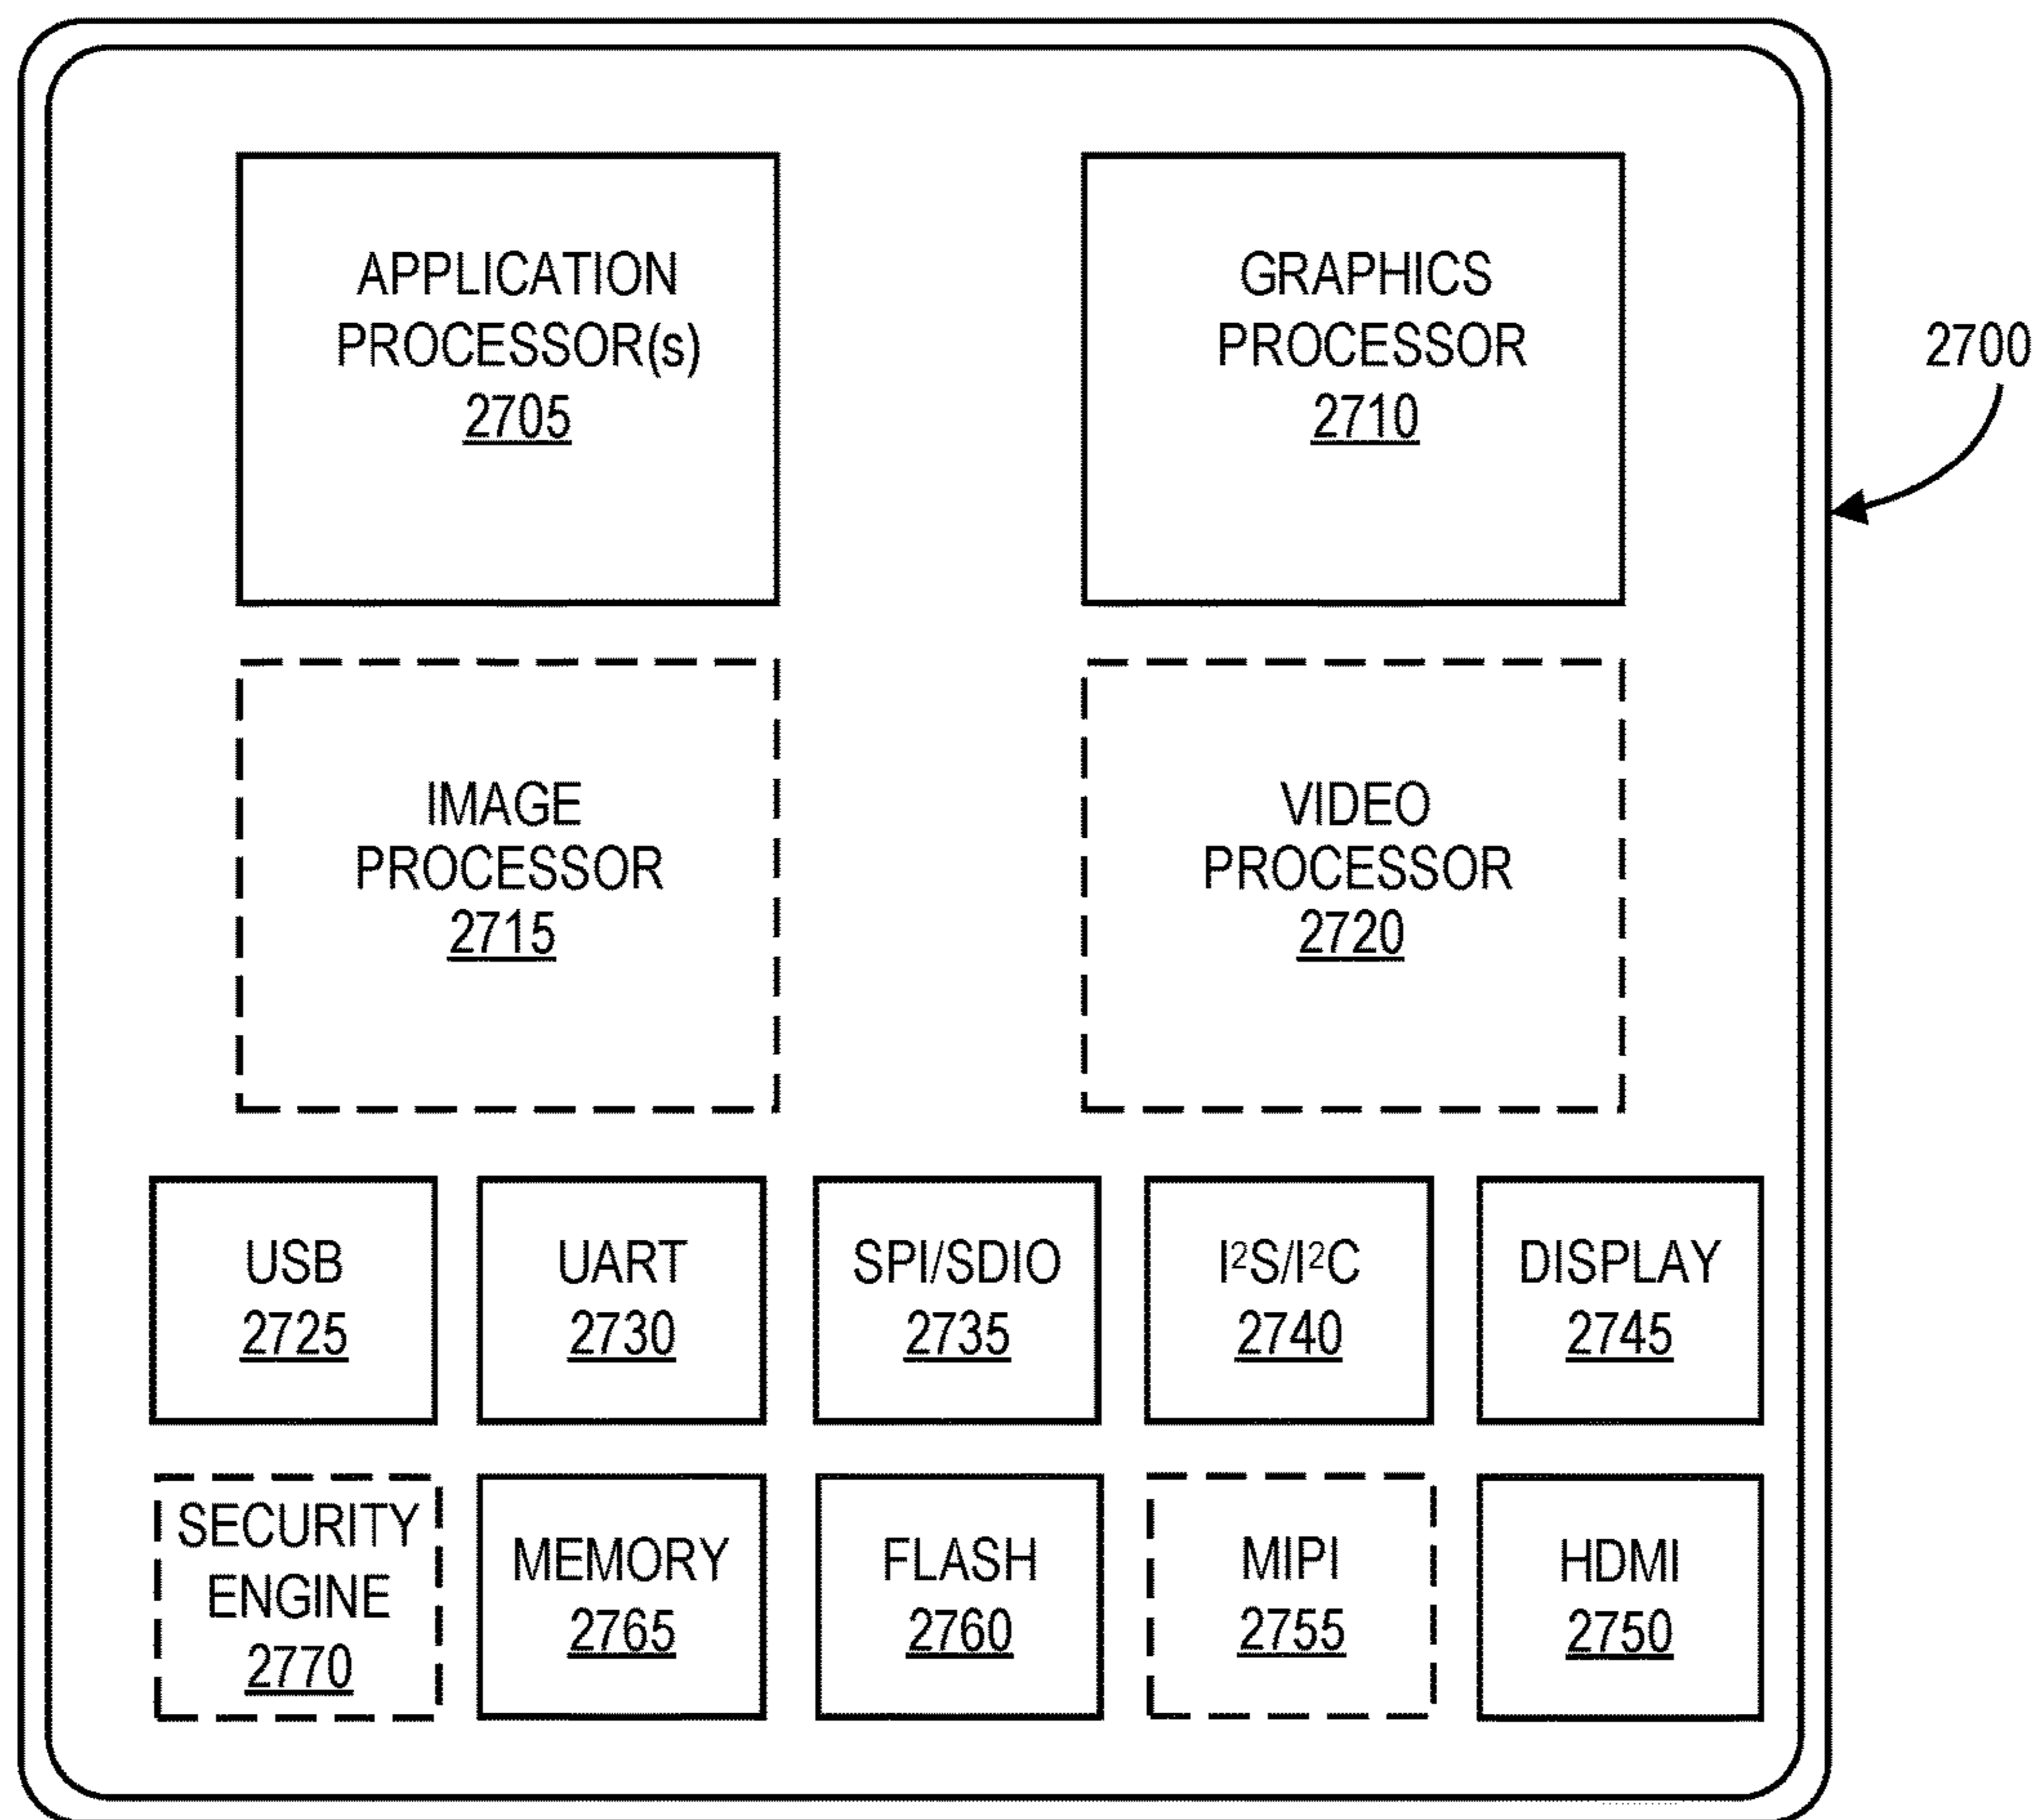 APPLICATION
PROCESSOR(s)
2705
GRAPHICS
PROCESSOR
2710
2700
IMAGE
PROCESSOR
2715
VIDEO
PROCESSOR
2720
USB
2725
UART
2730
SPI/SDIO
2735
I²S/I²C
2740
DISPLAY
2745
SECURITY
ENGINE
2770
MEMORY
2765
FLASH
2760
MIPI
2755
HDMI
2750